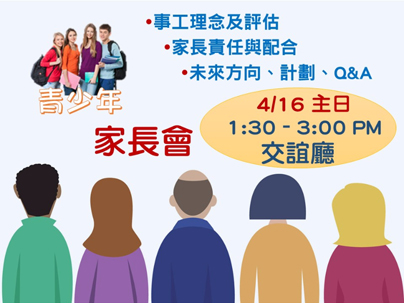 •事工理念及評估
•家長責任與配合
•未來方向、計劃、Q&A
青少年
家長會
4/16 主日
1:30 - 3:00 PM
交誼廳